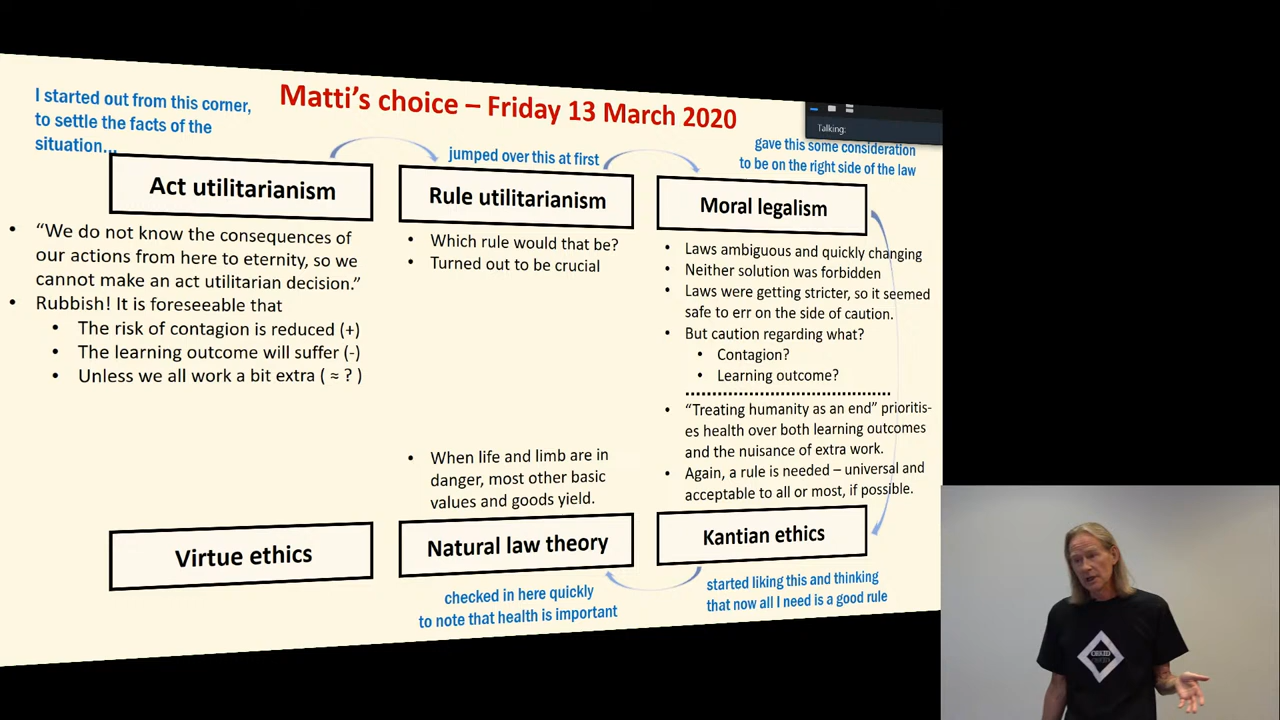 Matti's choice – Friday 13 March 2020
I started out from this corner,
to settle the facts of the
situation...
jumped over this at first
Talking:
gave this some consideration
to be on the right side of the law
Act utilitarianism
• "We do not know the consequences of
our actions from here to eternity, so we
cannot make an act utilitarian decision."
• Rubbish! It is foreseeable that
• The risk of contagion is reduced (+)
• The learning outcome will suffer (-)
• Unless we all work a bit extra ( ≈ ? )
Rule utilitarianism
• Which rule would that be?
• Turned out to be crucial
Moral legalism
• Laws ambiguous and quickly changing
• Neither solution was forbidden
• Laws were getting stricter, so it seemed
safe to err on the side of caution.
• But caution regarding what?
• Contagion?
• Learning outcome?
• "Treating humanity as an end" prioritis-
es health over both learning outcomes
and the nuisance of extra work.
• Again, a rule is needed – universal and
acceptable to all or most, if possible.
• When life and limb are in
danger, most other basic
values and goods yield.
Virtue ethics
Natural law theory
Kantian ethics
checked in here quickly
to note that health is important
started liking this and thinking
that now all I need is a good rule